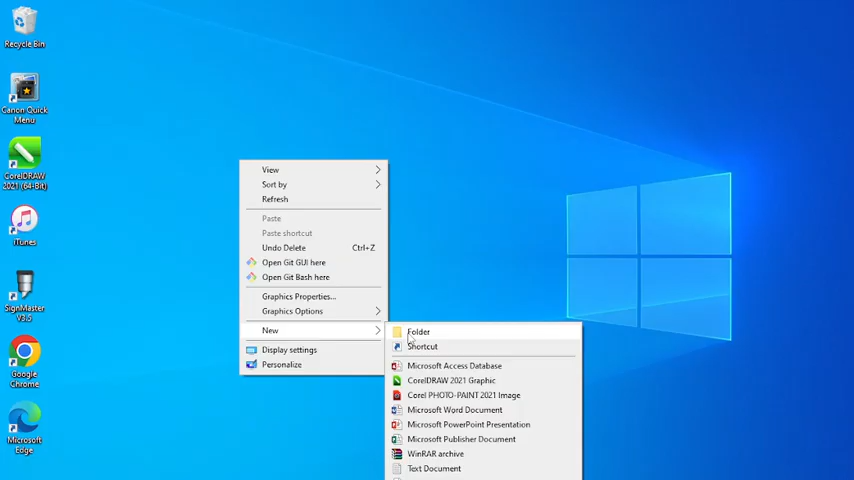 Recycle Bin
Canon Quick
Menu
CorelDRAW
2021 (64-Bit)
iTunes
SignMaster
V3.5
Google
Chrome
Microsoft
Edge
View
Sort by
Refresh
Paste
Paste shortcut
Undo Delete Ctrl+Z
Open Git GUI here
Open Git Bash here
Graphics Properties...
Graphics Options
New
Display settings
Personalize
Folder
Shortcut
Microsoft Access Database
CorelDRAW 2021 Graphic
Corel PHOTO-PAINT 2021 Image
Microsoft Word Document
Microsoft PowerPoint Presentation
Microsoft Publisher Document
WinRAR archive
Text Document